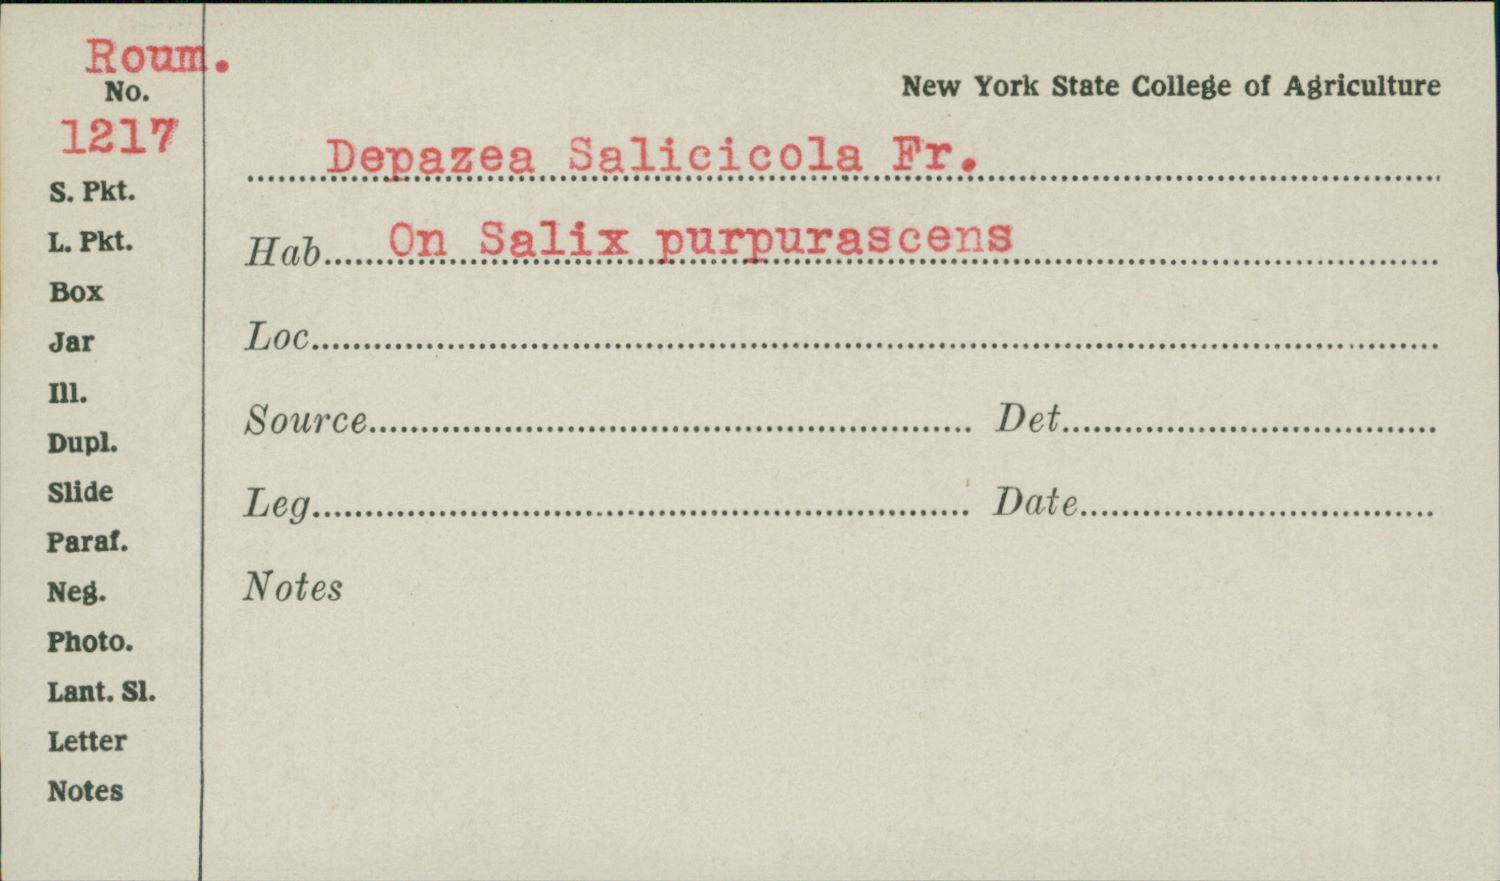 Roum.
No.
1217
S. Pkt.
L. Pkt.
Box
Jar
Ill.
Dupl.
Slide
Paraf.
Neg.
Photo.
Lant. Sl.
Letter
Notes
New York State College of Agriculture
Depazea Salicicola Fr.
Hab. On Salix purpurascens
Loc.
Source Det.
Leg. Date
Notes